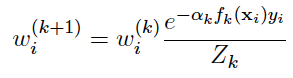 w_i^{(k+1)} = w_i^{(k)} \frac{e^{-\alpha_k f_k(\mathbf{x}_i) y_i}}{Z_k}